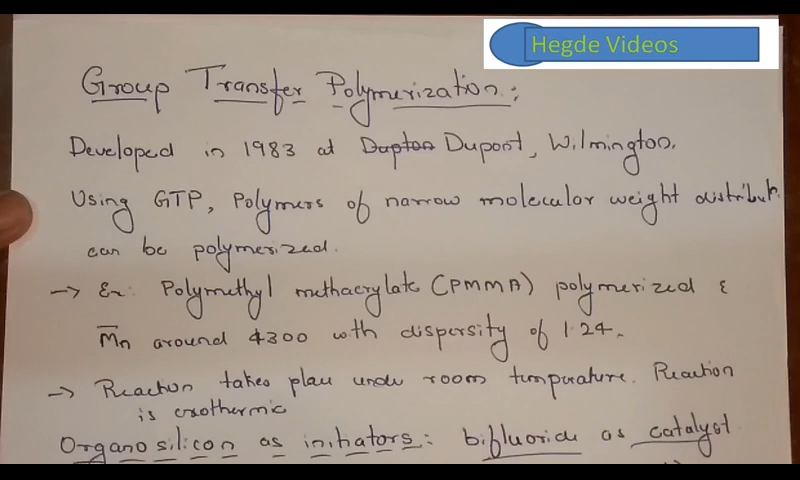 Hegde Videos
Group Transfer Polymerization:
Developed in 1983 at Dupton Dupont, Wilmington.
Using GTP, Polymers of narrow molecular weight distribut
can be polymerized.
→ Ex: Polymethyl methacrylate (PMMA) polymerized &
M̅n around 4300 with dispersity of 1.24.
→ Reaction takes place under room temperature. Reaction
is exothermic
Organosilicon as initiators: bifluoride as catalyst